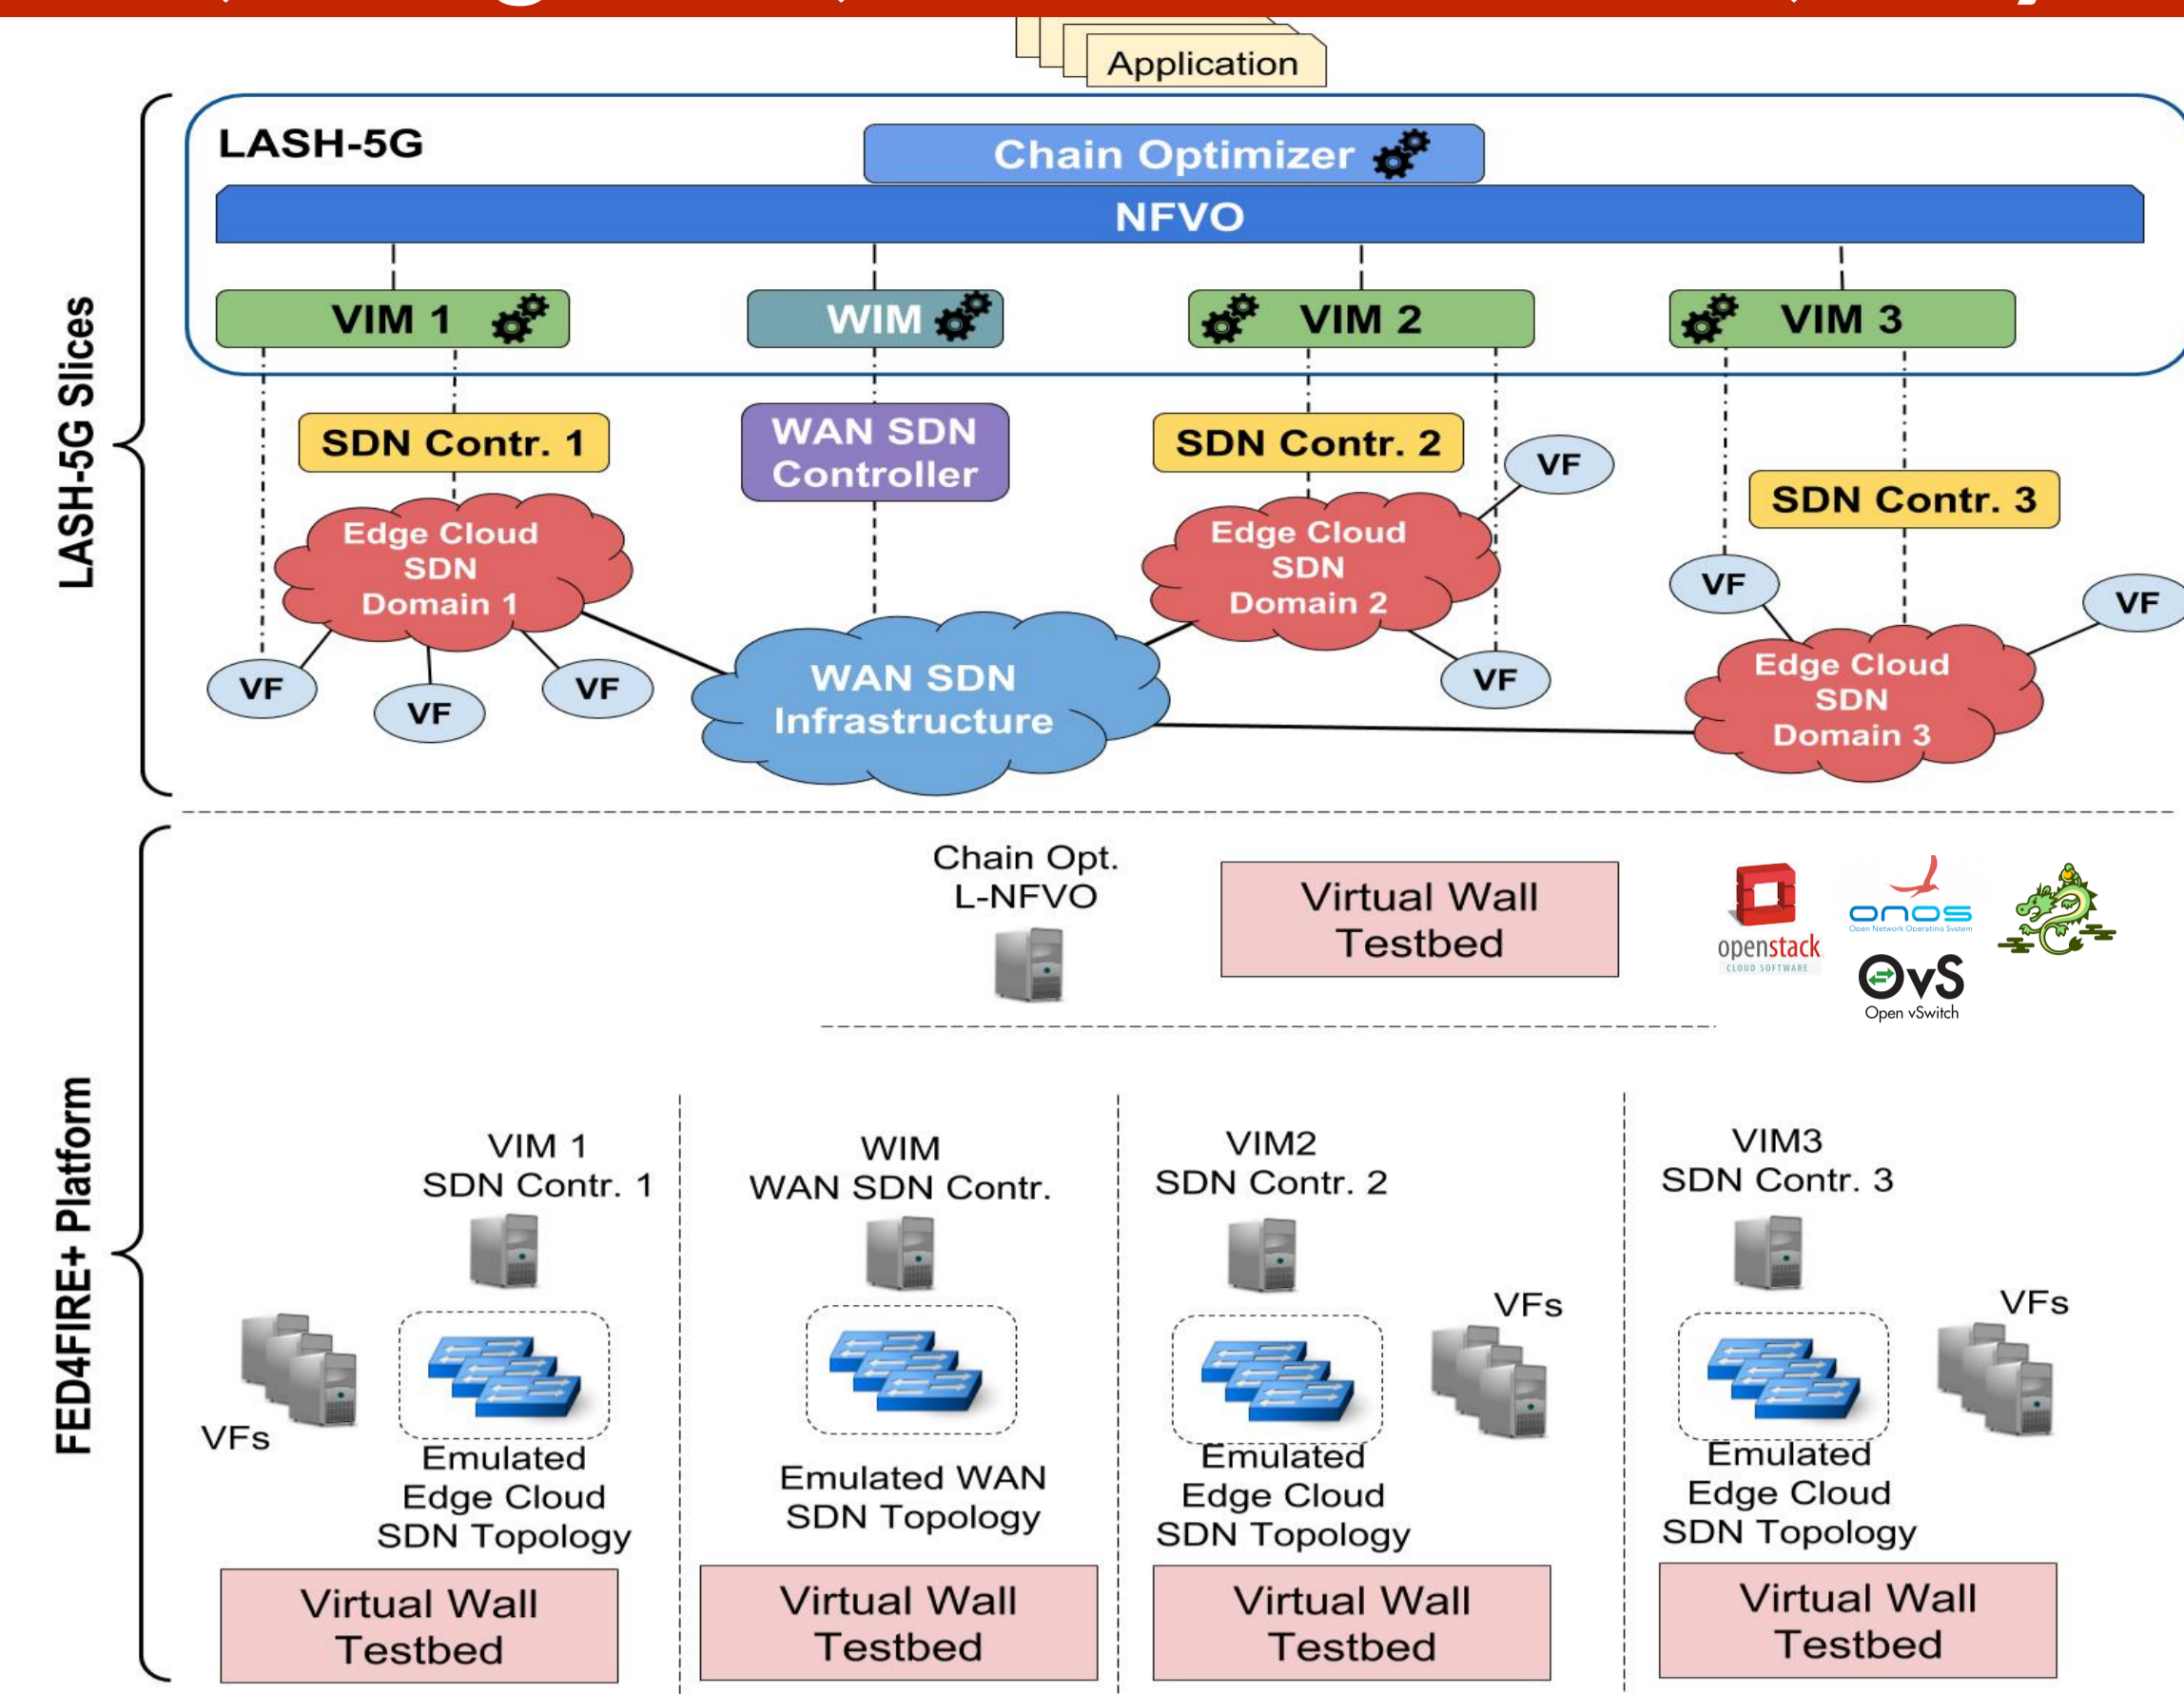 Application
LASH-5G
Chain Optimizer
NFVO
VIM 1
WIM
VIM 2
VIM 3
LASH-5G Slices
SDN Contr. 1
WAN SDN
Controller
SDN Contr. 2
VF
SDN Contr. 3
Edge Cloud
SDN
Domain 1
Edge Cloud
SDN
Domain 2
VF
VF
VF
VF
VF
WAN SDN
Infrastructure
VF
Edge Cloud
SDN
Domain 3
FED4FIRE+ Platform
Chain Opt.
L-NFVO
Virtual Wall
Testbed
openstack
CLOUD SOFTWARE
onos
Open Network Operating System
OvS
Open vSwitch
VIM 1
SDN Contr. 1
WIM
WAN SDN Contr.
VIM2
SDN Contr. 2
VIM3
SDN Contr. 3
VFs
VFs
VFs
Emulated
Edge Cloud
SDN Topology
Emulated WAN
SDN Topology
Emulated
Edge Cloud
SDN Topology
Emulated
Edge Cloud
SDN Topology
Virtual Wall
Testbed
Virtual Wall
Testbed
Virtual Wall
Testbed
Virtual Wall
Testbed